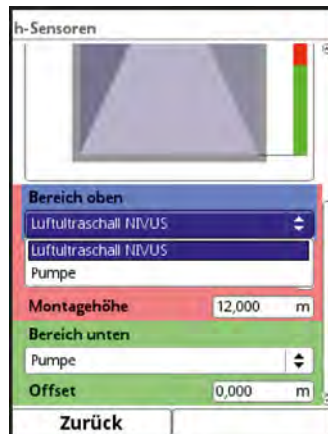 h-Sensoren
Bereich oben
Luftultraschall NIVUS
Luftultraschall NIVUS
Pumpe
Montagehöhe 12,000 m
Bereich unten
Pumpe
Offset 0,000 m
Zurück